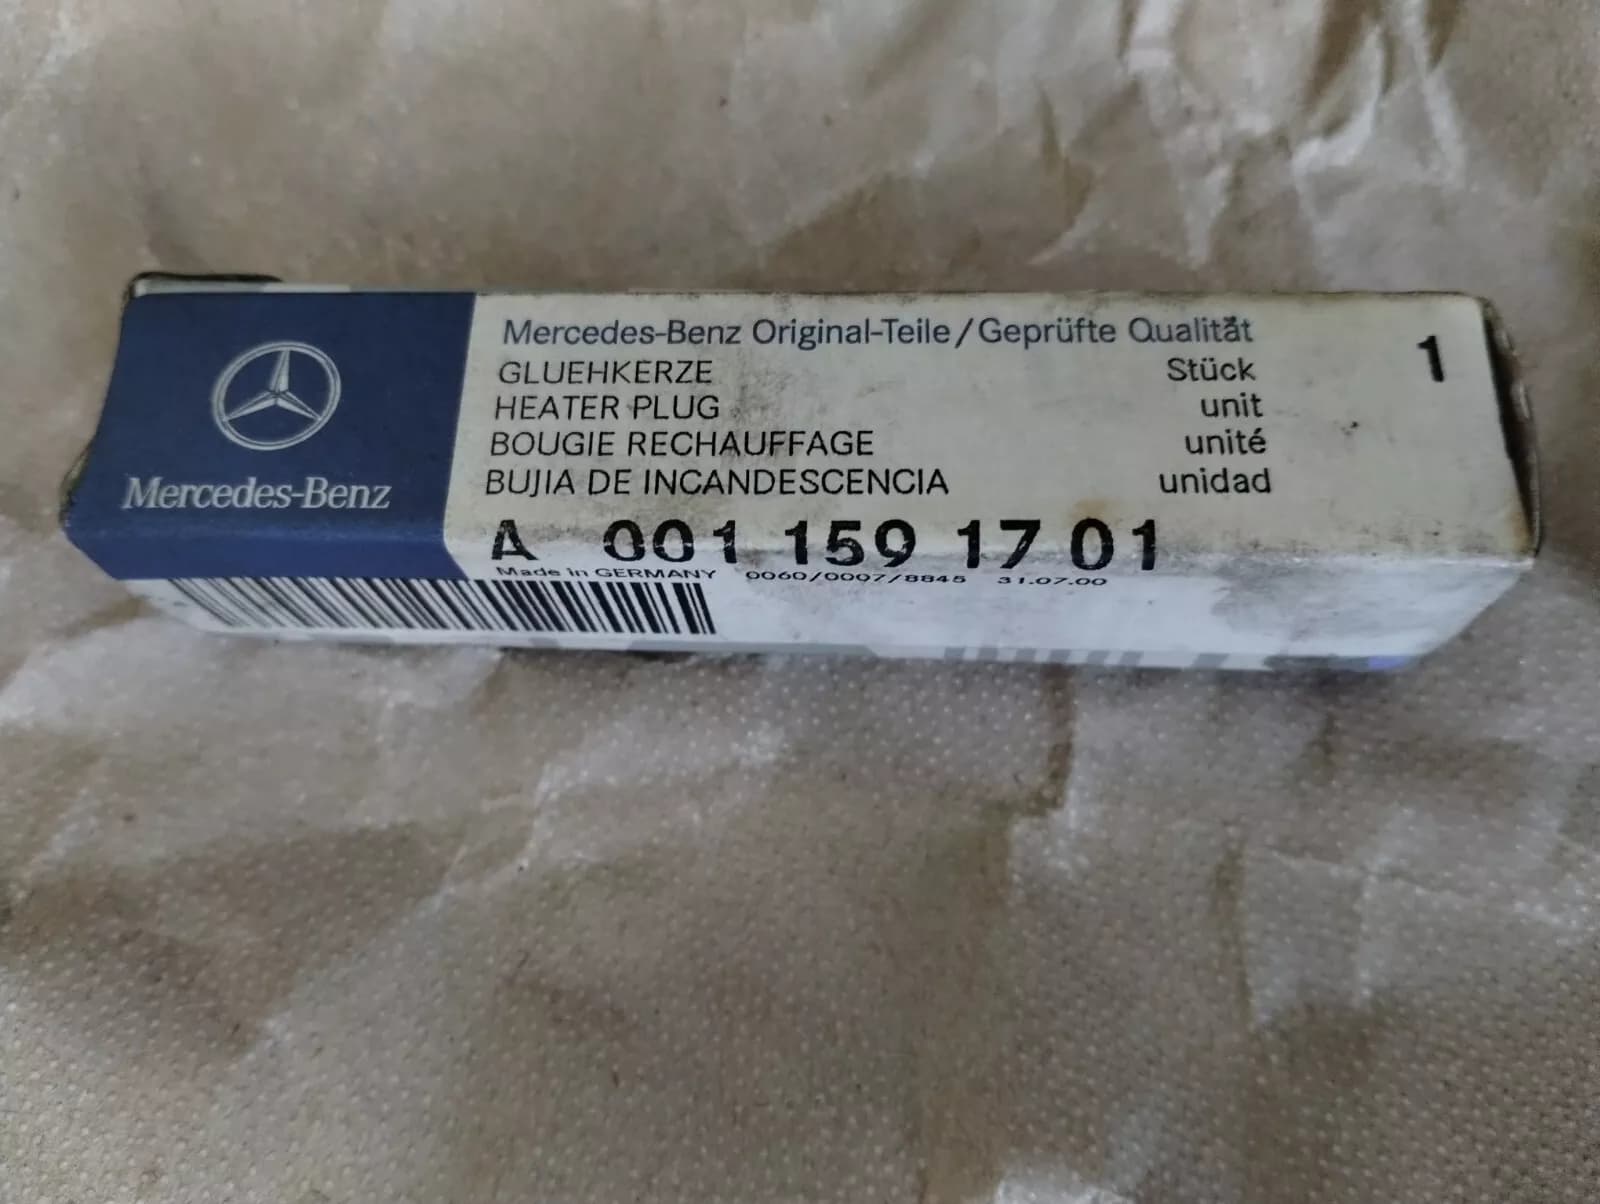 Mercedes-Benz
Mercedes-Benz Original-Teile/Geprüfte Qualität
GLUEHKERZE Stück 1
HEATER PLUG unit
BOUGIE RECHAUFFAGE unité
BUJIA DE INCANDESCENCIA unidad
A 001 159 17 01
Made in GERMANY 0060/0007/8845 31.07.00